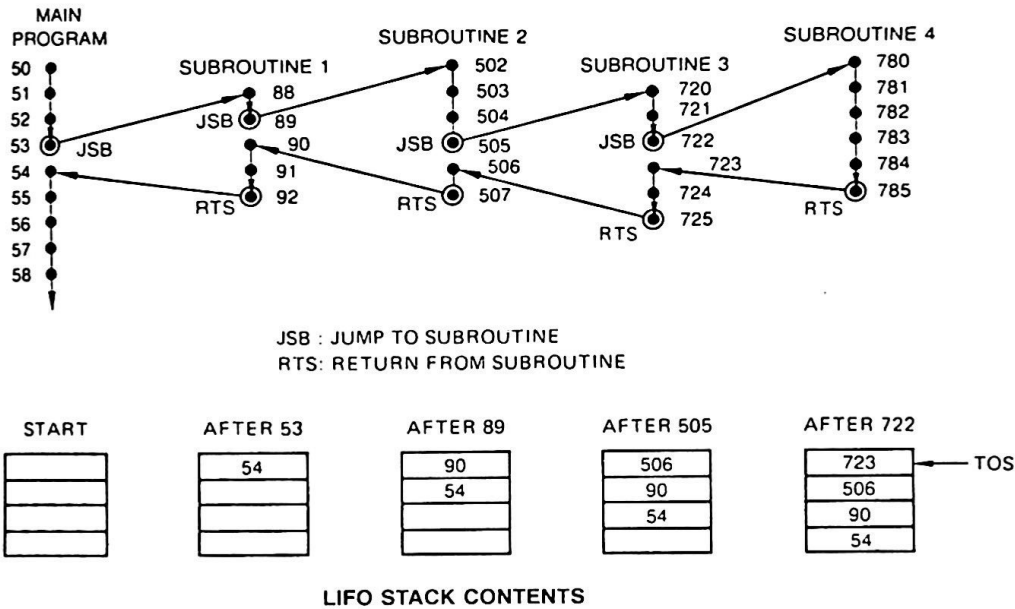 MAIN
PROGRAM
SUBROUTINE 1
SUBROUTINE 2
SUBROUTINE 3
SUBROUTINE 4
50
51
52
53
JSB
54
55
56
57
58
88
JSB
89
90
91
RTS
92
502
503
504
JSB
505
506
RTS
507
720
721
JSB
722
723
724
RTS
725
780
781
782
783
784
RTS
785
JSB : JUMP TO SUBROUTINE
RTS: RETURN FROM SUBROUTINE
START
AFTER 53
54
AFTER 89
90
54
AFTER 505
506
90
54
AFTER 722
723
506
90
54
TOS
LIFO STACK CONTENTS